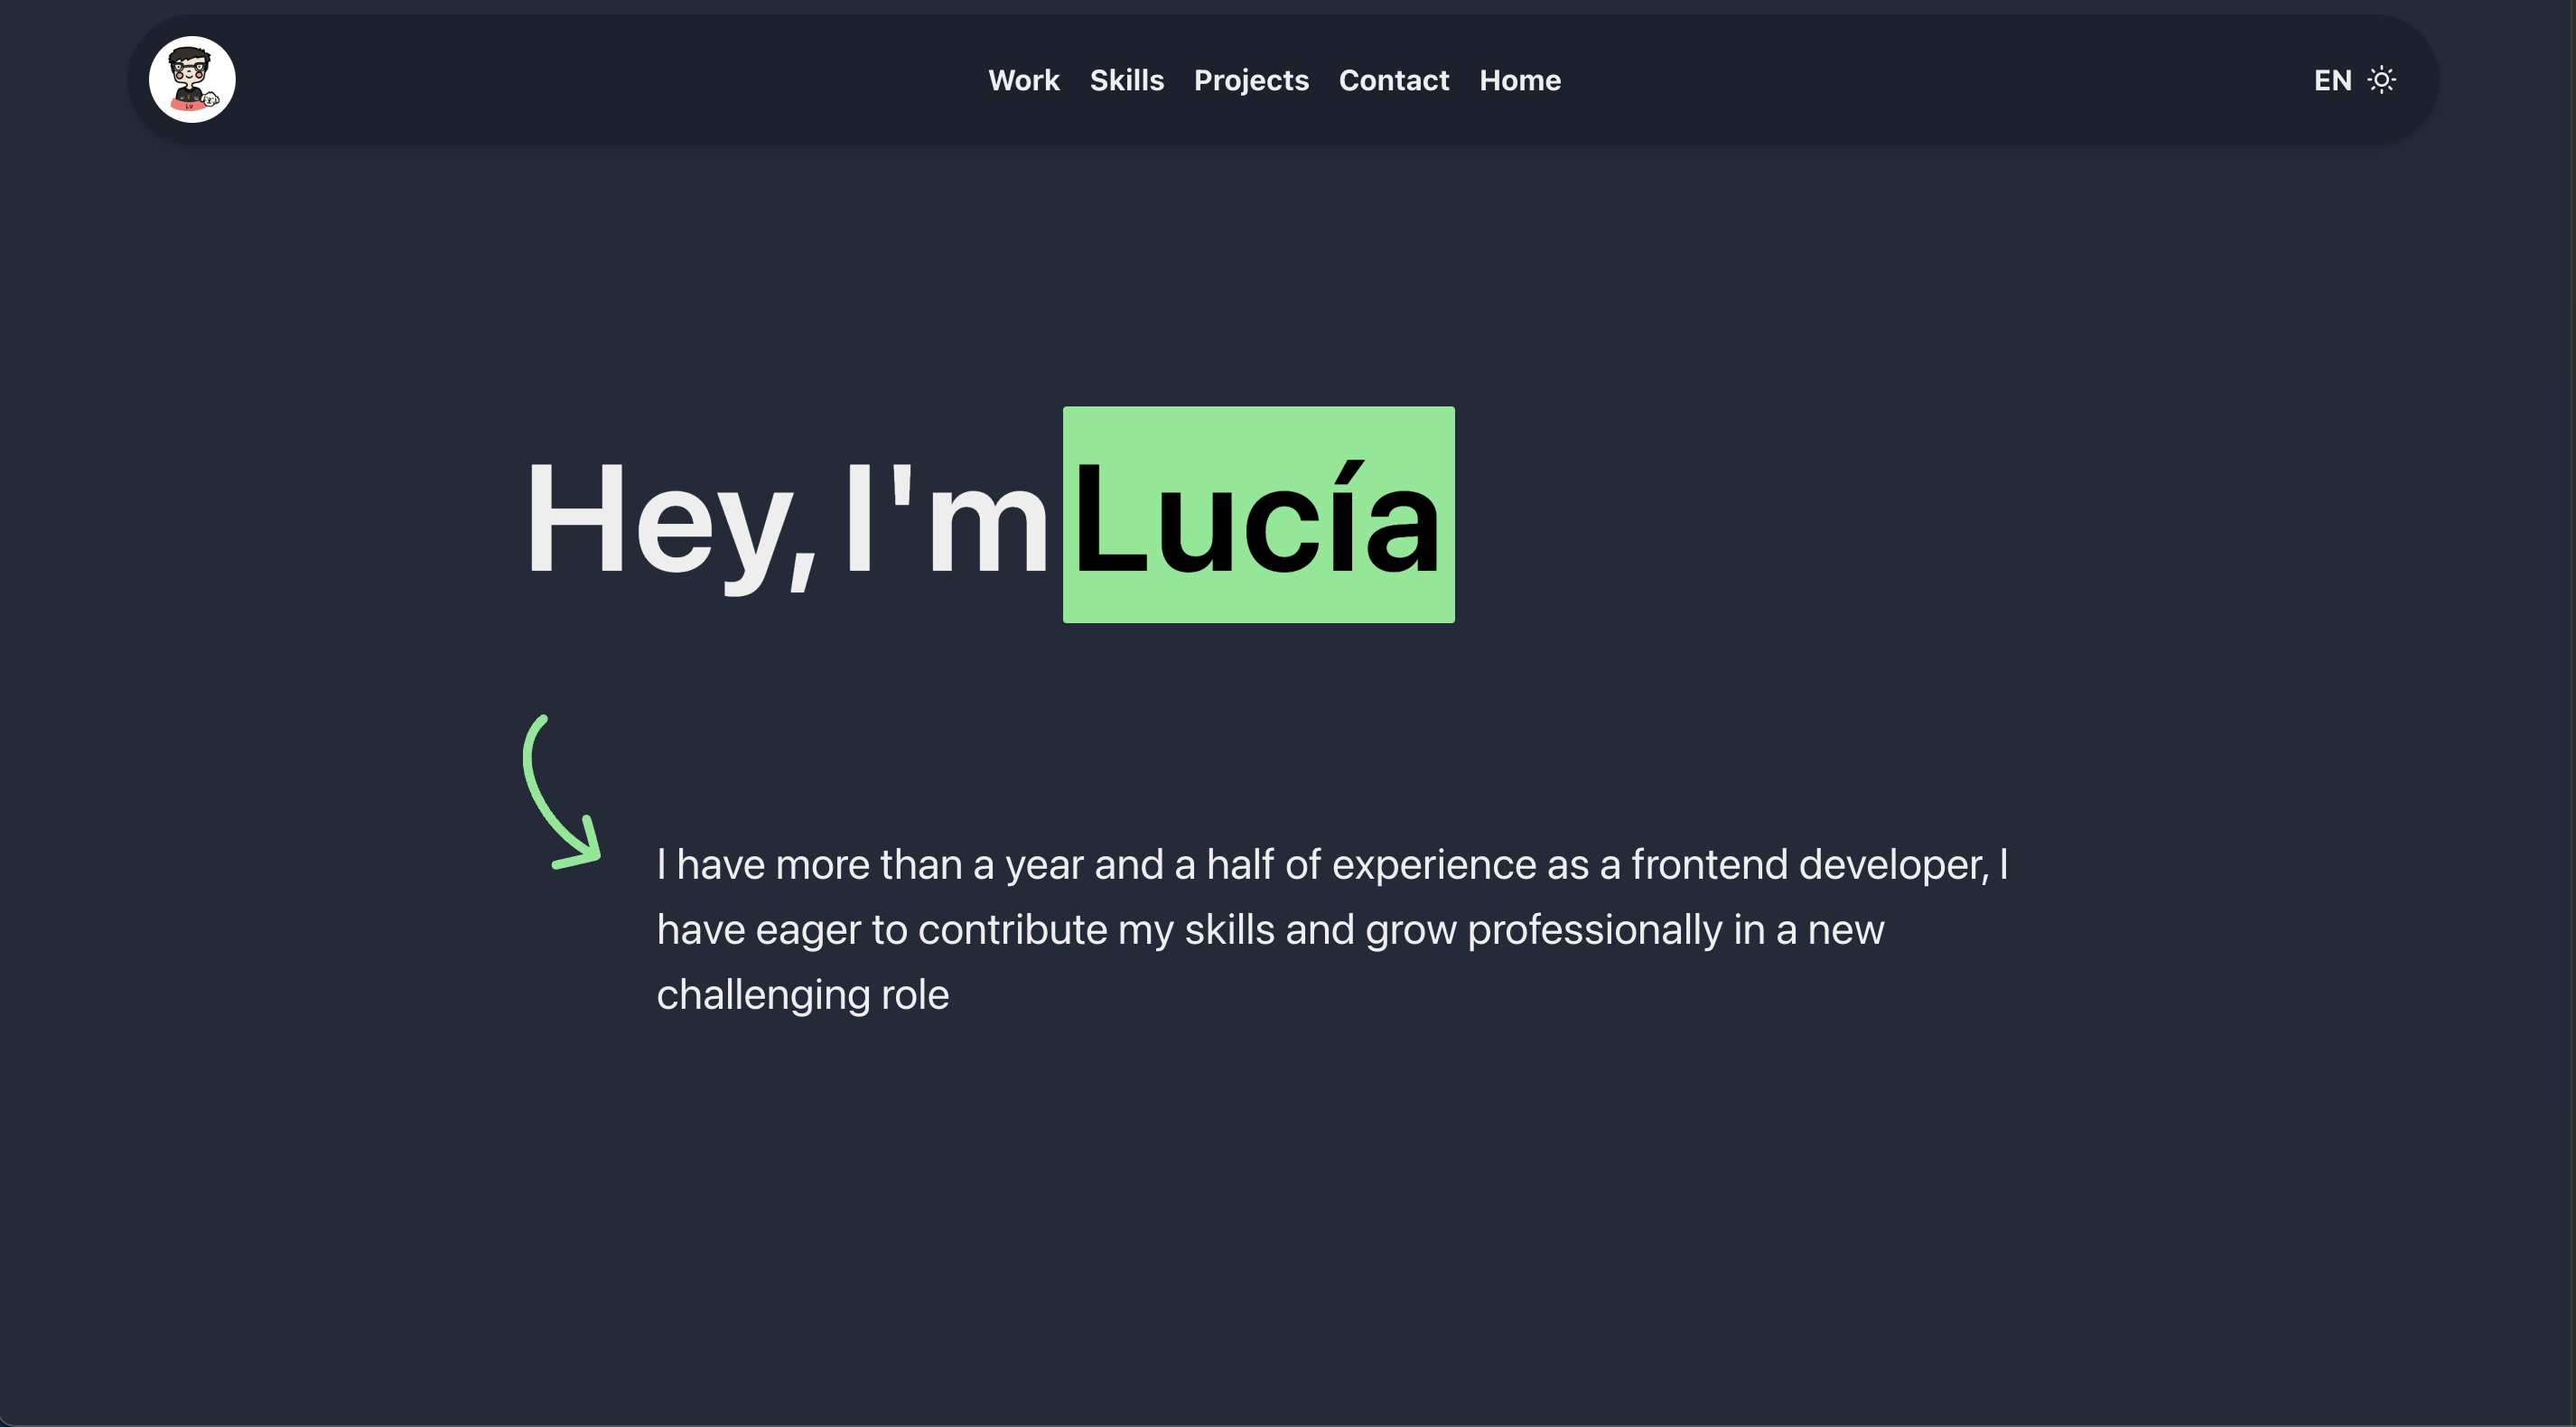 Work Skills Projects Contact Home
EN
Hey, I'm Lucía
I have more than a year and a half of experience as a frontend developer, I
have eager to contribute my skills and grow professionally in a new
challenging role